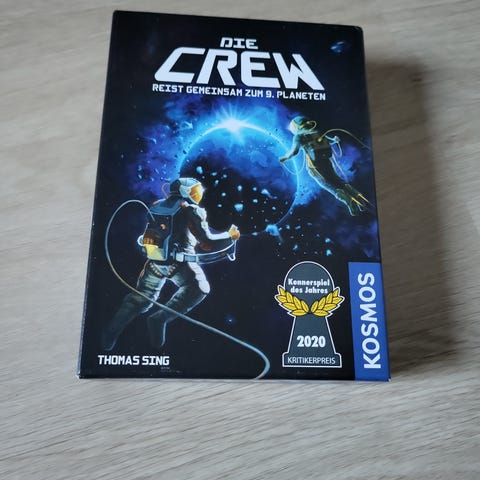 DIE
CREW
REIST GEMEINSAM ZUM 9. PLANETEN
Kennerspiel
des Jahres
2020
KRITIKERPREIS
KOSMOS
THOMAS SING